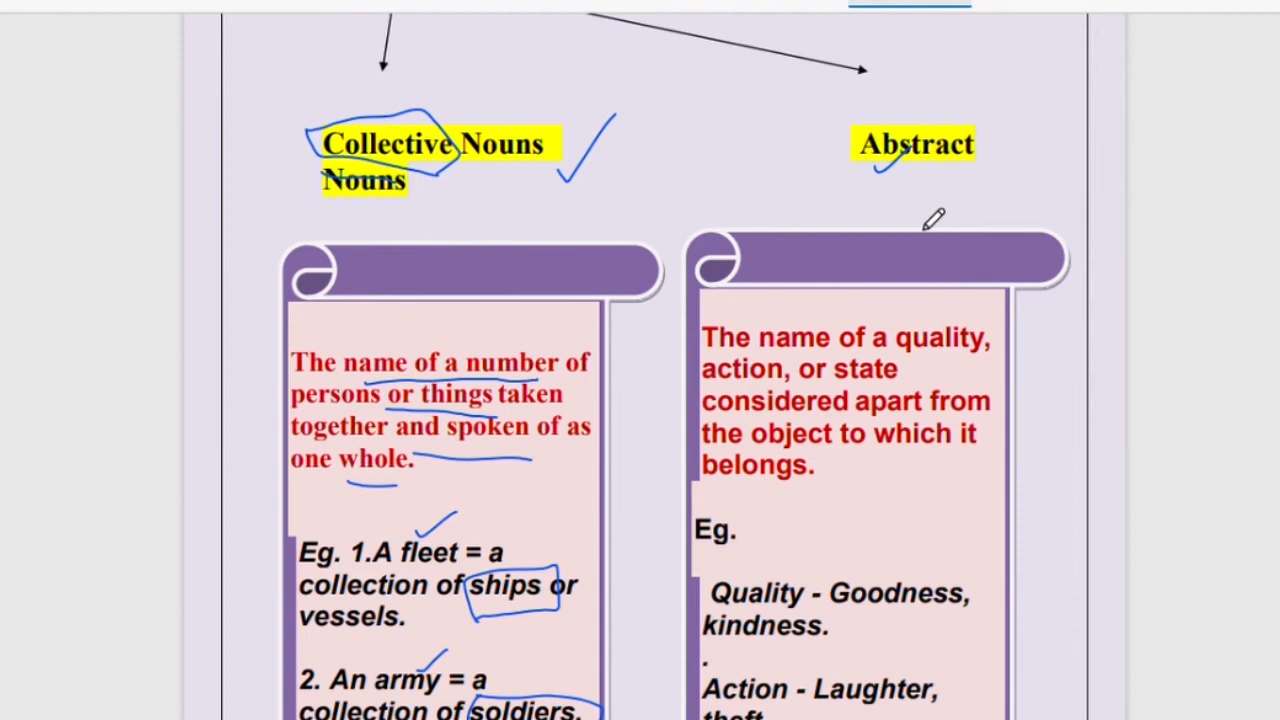 Collective Nouns
Abstract
Nouns
The name of a number of
persons or things taken
together and spoken of as
one whole.
Eg. 1.A fleet = a
collection of ships or
vessels.
2. An army = a
collection of soldiers.
The name of a quality,
action, or state
considered apart from
the object to which it
belongs.
Eg.
Quality - Goodness,
kindness.
.
Action - Laughter,
theft